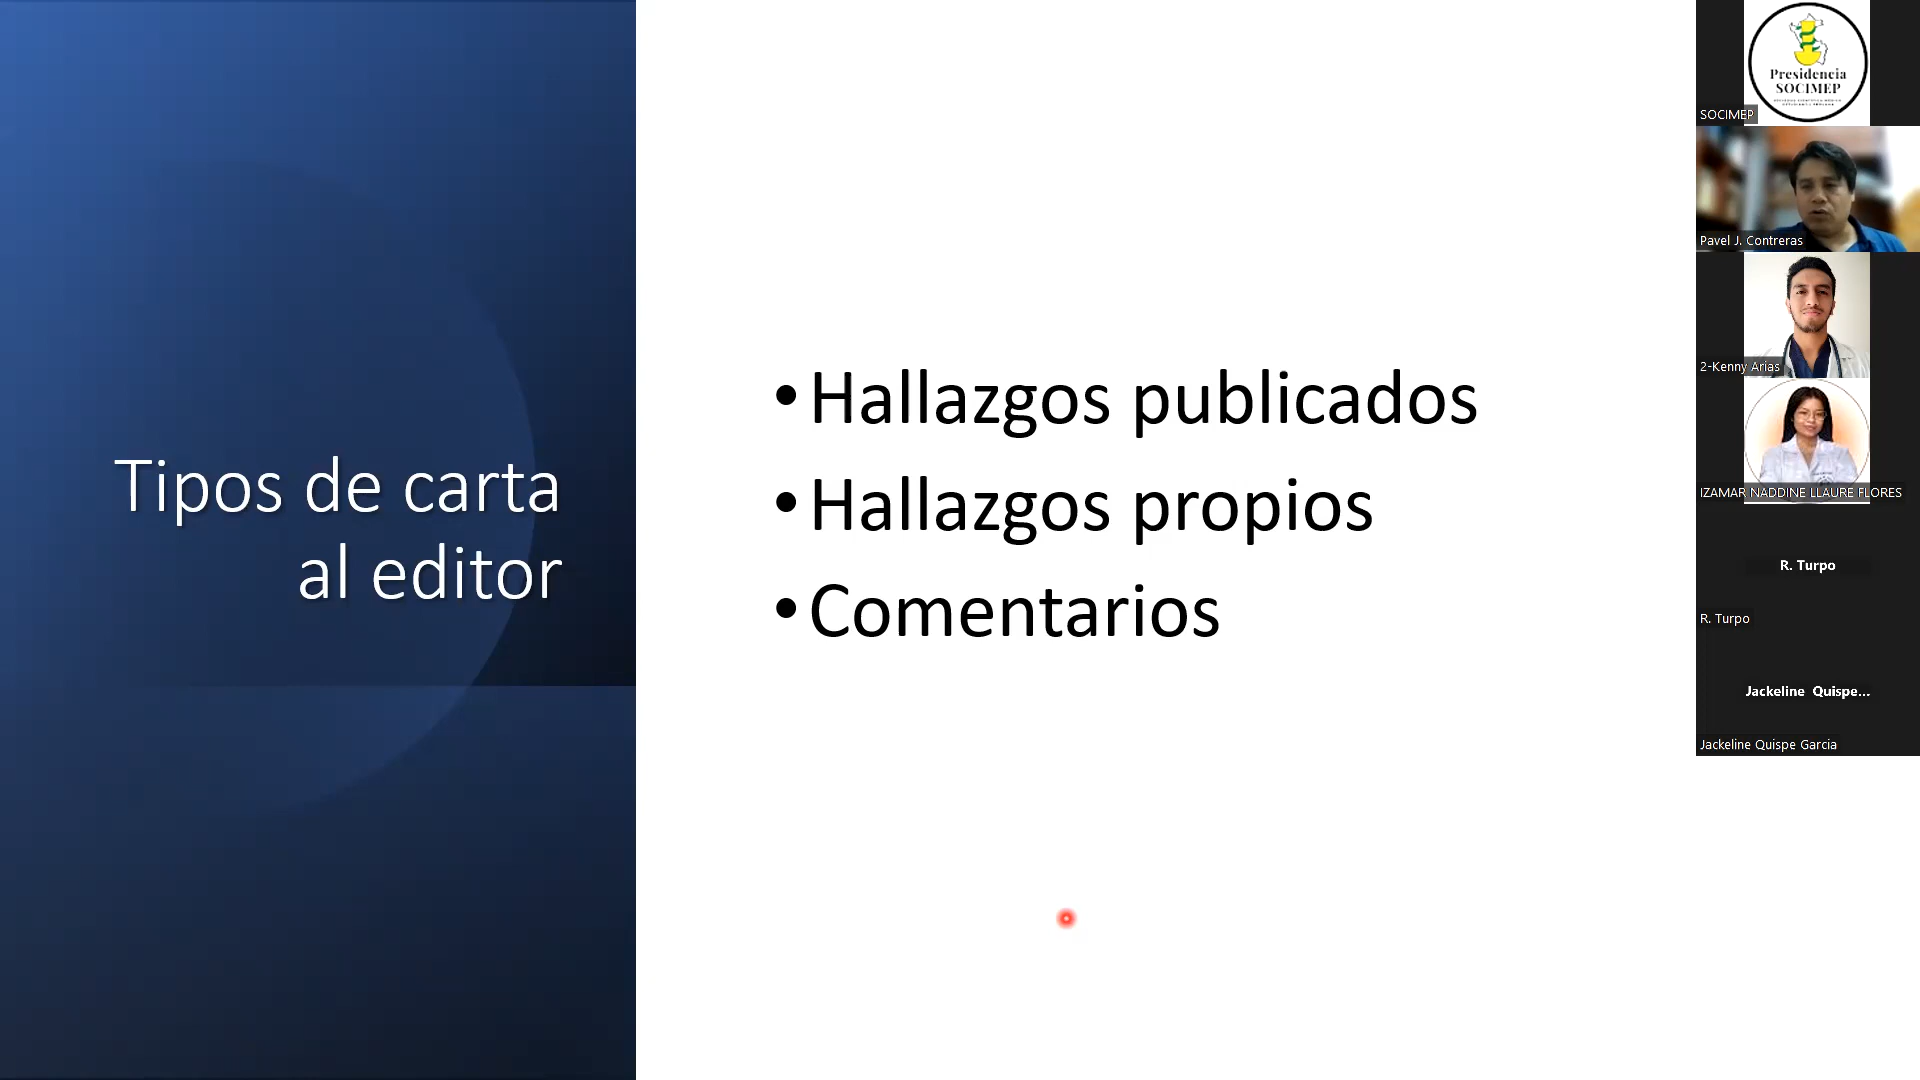 Tipos de carta
al editor
• Hallazgos publicados
• Hallazgos propios
• Comentarios
Presidencia
SOCIMEP
SOCIMEP
Pavel J. Contreras
2-Kenny Arias
IZAMAR NADDINE LLAURE FLORES
R. Turpo
R. Turpo
Jackeline Quispe...
Jackeline Quispe Garcia